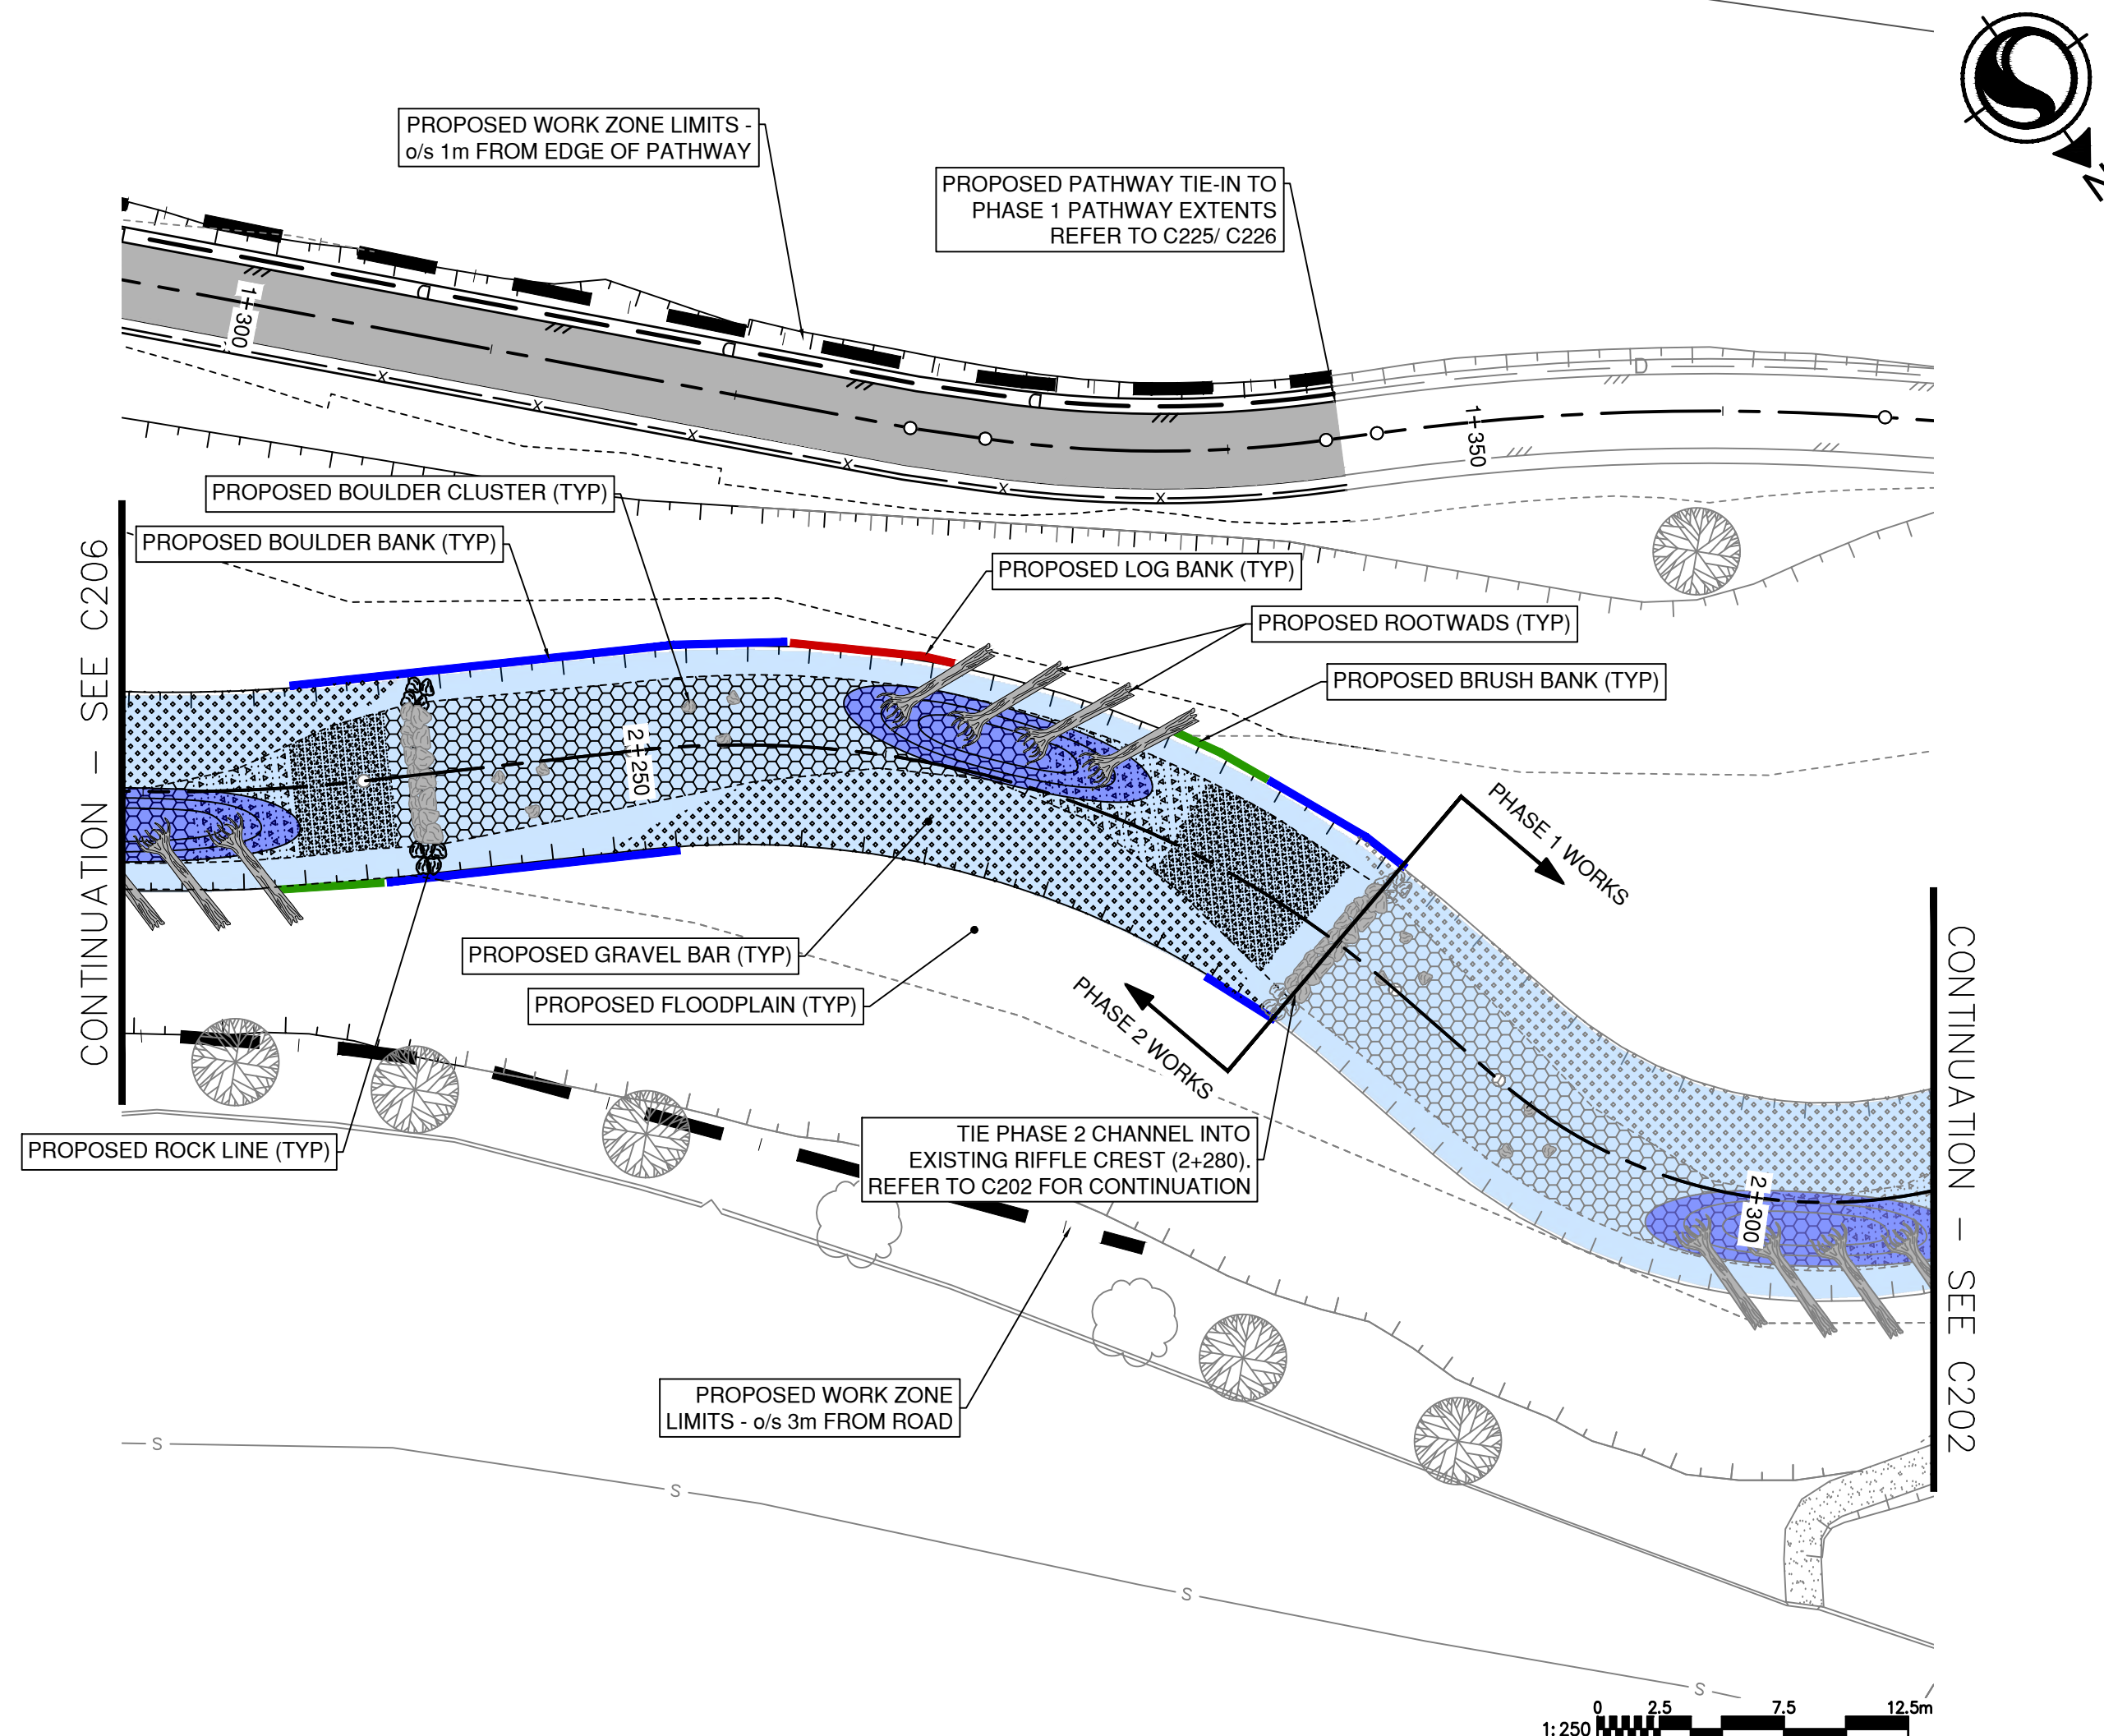 PROPOSED WORK ZONE LIMITS -
o/s 1m FROM EDGE OF PATHWAY
PROPOSED PATHWAY TIE-IN TO
PHASE 1 PATHWAY EXTENTS
REFER TO C225/ C226
N
1+300
D
D
D
D
1+350
X
X
X
X
X
X
PROPOSED BOULDER CLUSTER (TYP)
PROPOSED BOULDER BANK (TYP)
PROPOSED LOG BANK (TYP)
PROPOSED ROOTWADS (TYP)
PROPOSED BRUSH BANK (TYP)
CONTINUATION - SEE C206
2+250
PHASE 1 WORKS
PROPOSED GRAVEL BAR (TYP)
PROPOSED FLOODPLAIN (TYP)
PHASE 2 WORKS
PROPOSED ROCK LINE (TYP)
TIE PHASE 2 CHANNEL INTO
EXISTING RIFFLE CREST (2+280).
REFER TO C202 FOR CONTINUATION
2+300
CONTINUATION - SEE C202
PROPOSED WORK ZONE
LIMITS - o/s 3m FROM ROAD
S
S
S
S
0 2.5 7.5 12.5m
1:250